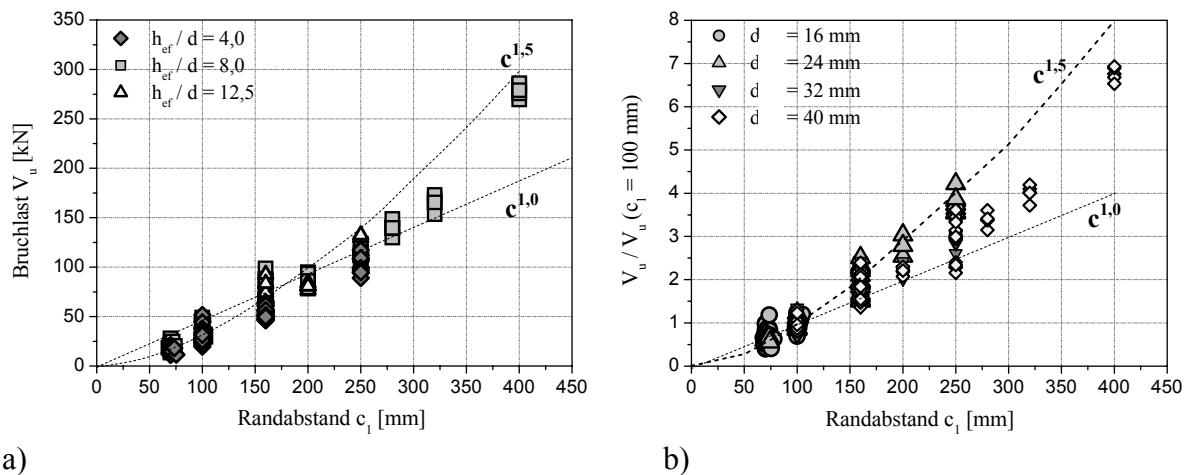 350
300
250
200
150
100
50
0
Bruchlast V_u [kN]
h_ef / d = 4,0
h_ef / d = 8,0
h_ef / d = 12,5
c^1,5
c^1,0
0 50 100 150 200 250 300 350 400 450
Randabstand c_1 [mm]
a)
8
7
6
5
4
3
2
1
0
V_u / V_u (c_1 = 100 mm)
d = 16 mm
d = 24 mm
d = 32 mm
d = 40 mm
c^1,5
c^1,0
0 50 100 150 200 250 300 350 400 450
Randabstand c_1 [mm]
b)